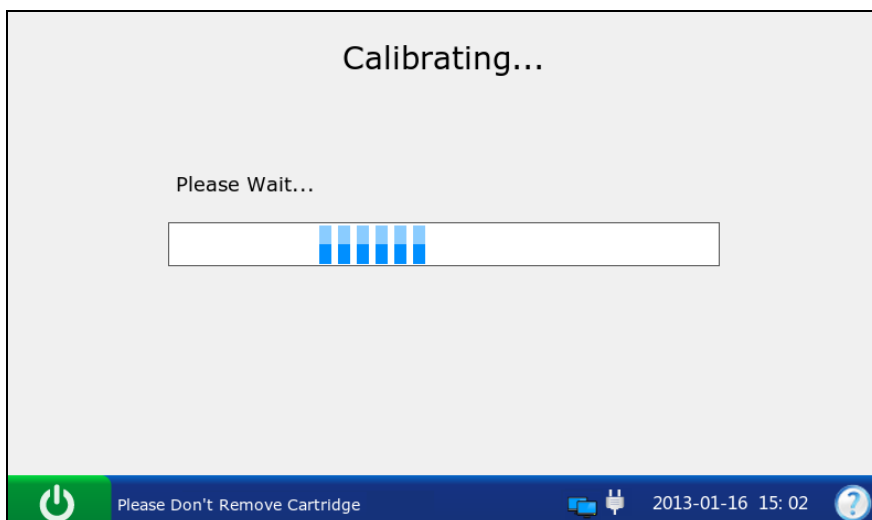 Calibrating...
Please Wait...
Please Don't Remove Cartridge
2013-01-16 15: 02
?